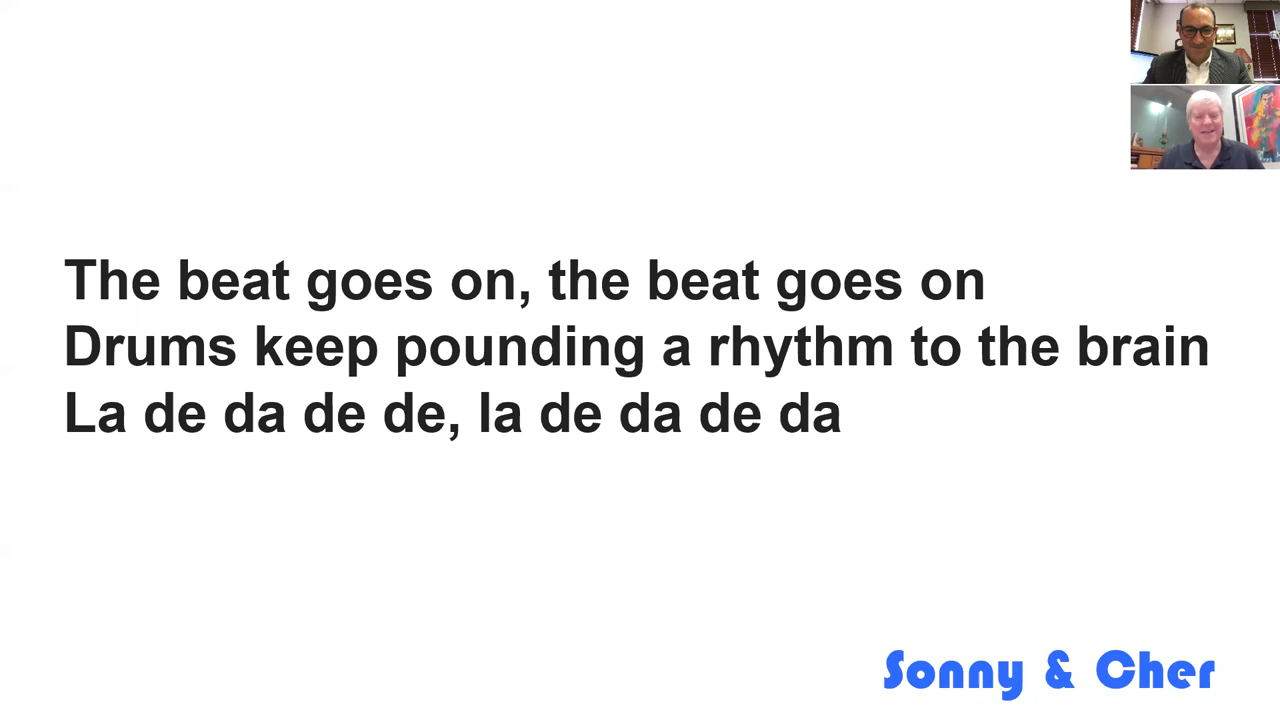 The beat goes on, the beat goes on
Drums keep pounding a rhythm to the brain
La de da de de, la de da de da
Sonny & Cher